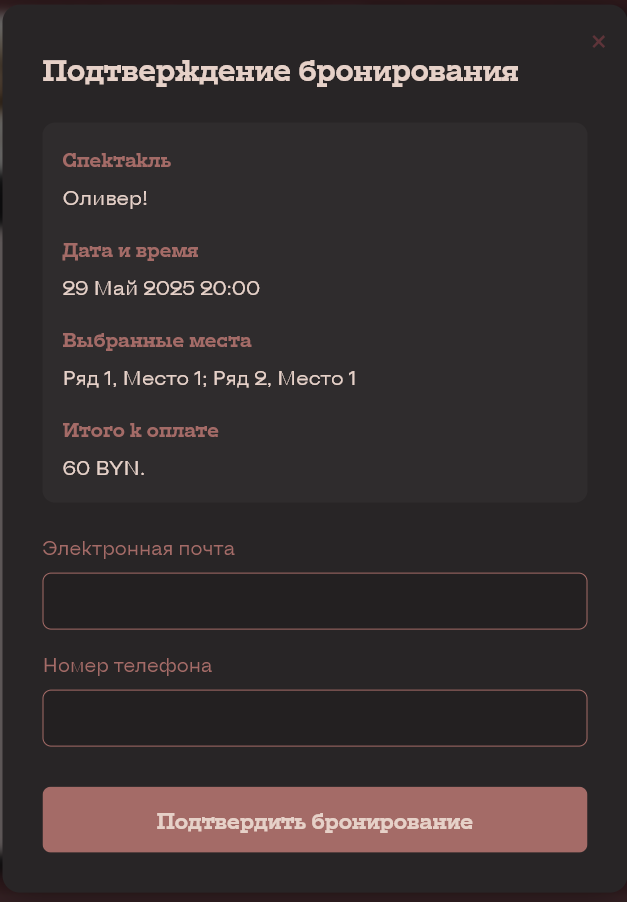 Подтверждение бронирования
Спектакль
Оливер!
Дата и время
29 Май 2025 20:00
Выбранные места
Ряд 1, Место 1; Ряд 2, Место 1
Итого к оплате
60 BYN.
Электронная почта
Номер телефона
Подтвердить бронирование